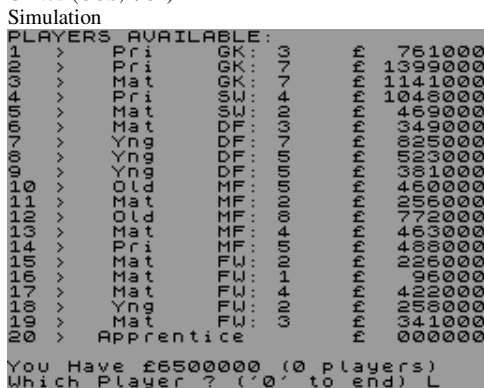 Simulation
PLAYERS AVAILABLE:
1 > Pri GK: 3 £ 761000
2 > Pri GK: 7 £ 1399000
3 > Mat GK: 7 £ 1141000
4 > Pri SW: 4 £ 1048000
5 > Mat SW: 2 £ 469000
6 > Mat DF: 3 £ 349000
7 > Yng DF: 7 £ 825000
8 > Yng DF: 5 £ 523000
9 > Yng DF: 5 £ 381000
10 > Old MF: 5 £ 460000
11 > Mat MF: 2 £ 256000
12 > Old MF: 8 £ 772000
13 > Mat MF: 4 £ 463000
14 > Pri MF: 5 £ 488000
15 > Mat FW: 2 £ 226000
16 > Mat FW: 1 £ 96000
17 > Mat FW: 4 £ 422000
18 > Yng FW: 2 £ 258000
19 > Mat FW: 3 £ 341000
20 > Apprentice £ 000000
You Have £6500000 (0 players)
Which Player ? ('0' to end) L